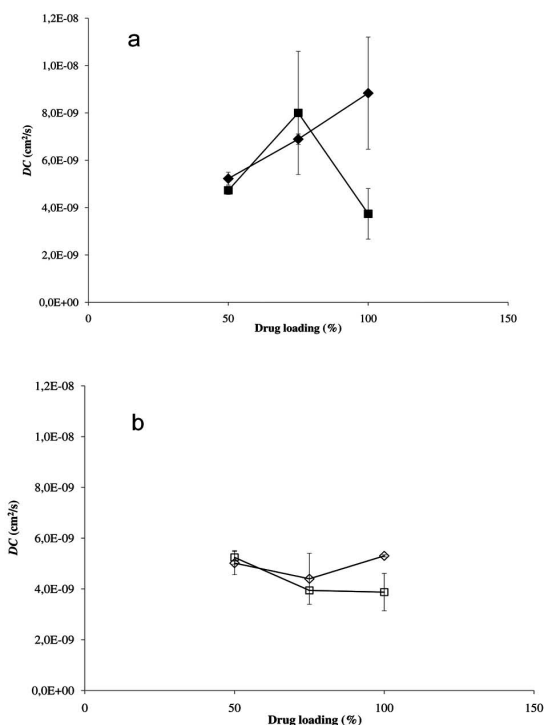 a
1,2E-08
1,0E-08
8,0E-09
6,0E-09
4,0E-09
2,0E-09
0,0E+00
DC (cm²/s)
0 50 100 150
Drug loading (%)
b
1,2E-08
1,0E-08
8,0E-09
6,0E-09
4,0E-09
2,0E-09
0,0E+00
DC (cm²/s)
0 50 100 150
Drug loading (%)